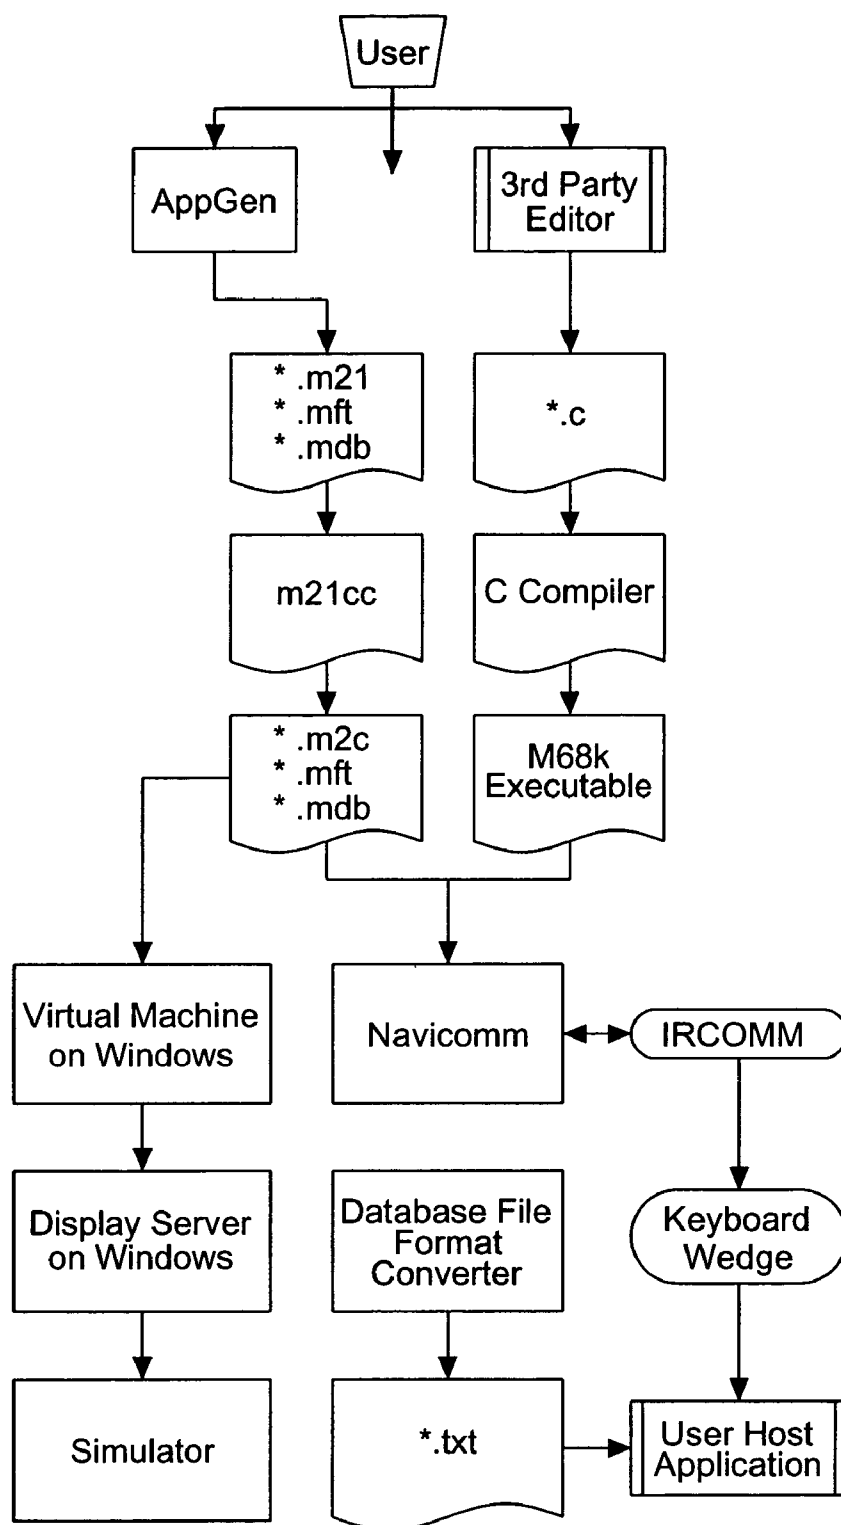 User
AppGen
3rd Party
Editor
* .m21
* .mft
* .mdb
*.c
m21cc
C Compiler
* .m2c
* .mft
* .mdb
M68k
Executable
Virtual Machine
on Windows
Navicomm
IRCOMM
Display Server
on Windows
Database File
Format
Converter
Keyboard
Wedge
Simulator
*.txt
User Host
Application